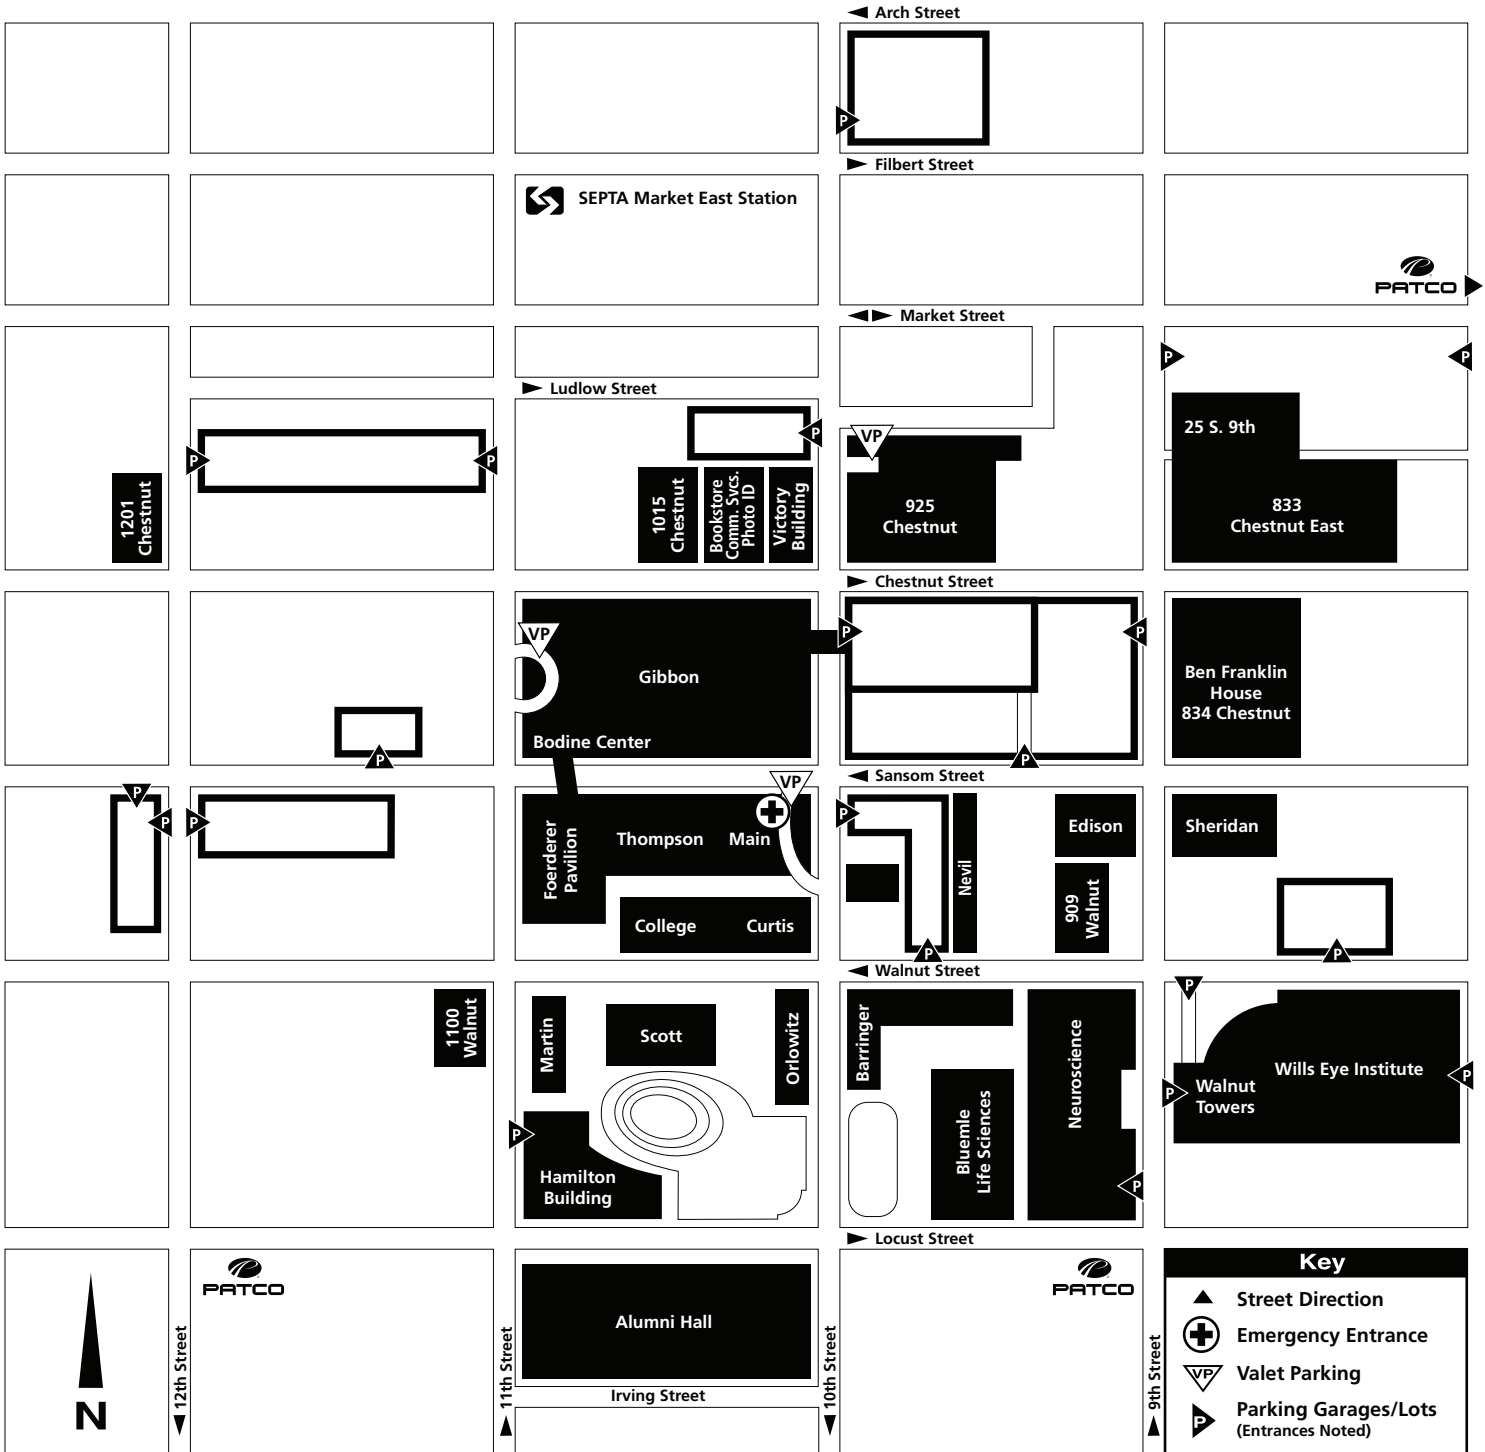 Arch Street
P
Filbert Street
SEPTA Market East Station
PATCO
Market Street
P
P
Ludlow Street
25 S. 9th
VP
P
P
P
1201
Chestnut
1015
Chestnut
Bookstore
Comm. Svcs.
Photo ID
Victory
Building
925
Chestnut
833
Chestnut East
Chestnut Street
VP
P
P
Gibbon
Ben Franklin
House
834 Chestnut
Bodine Center
P
P
Sansom Street
VP
P
P
P
P
Foerderer
Pavilion
Thompson
Main
Nevil
Edison
Sheridan
909
Walnut
College
Curtis
P
P
Walnut Street
P
1100
Walnut
Martin
Scott
Orlowitz
Barringer
Neuroscience
Wills Eye Institute
P
Walnut
Towers
P
P
Bluemle
Life Sciences
Hamilton
Building
P
Locust Street
PATCO
PATCO
Alumni Hall
Irving Street
12th Street
11th Street
10th Street
9th Street
N
Key
Street Direction
Emergency Entrance
VP
Valet Parking
P
Parking Garages/Lots
(Entrances Noted)